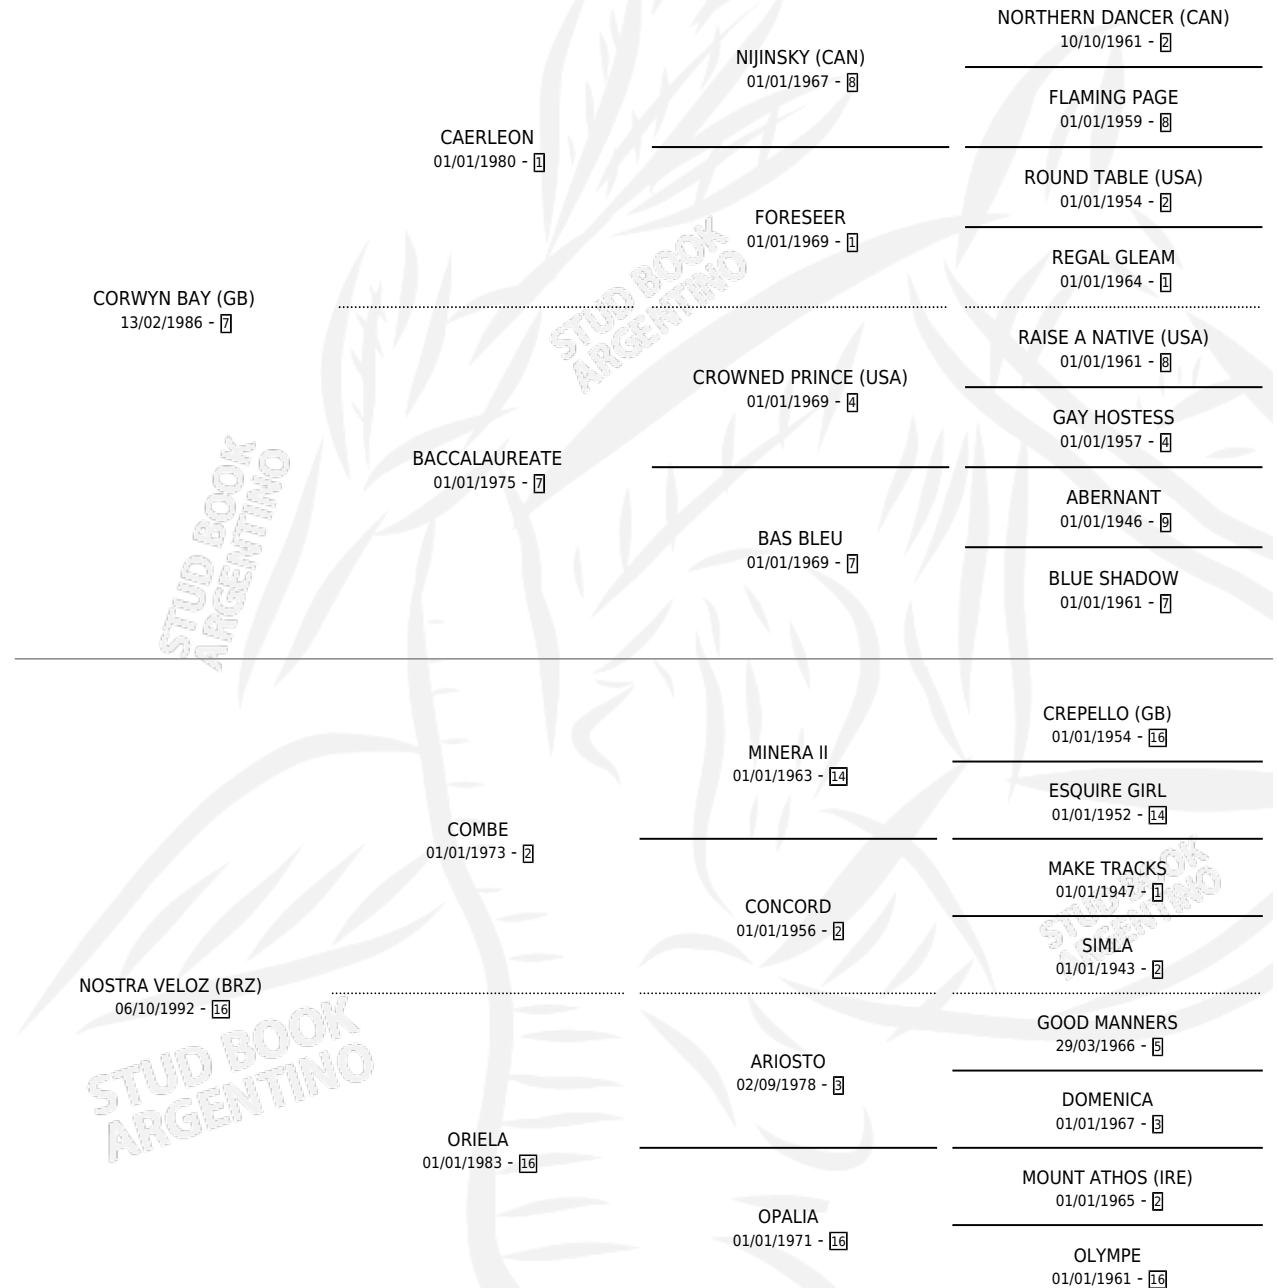 NORTHERN DANCER (CAN)
10/10/1961 - 2
NIJINSKY (CAN)
01/01/1967 - 8
FLAMING PAGE
01/01/1959 - 8
CAERLEON
01/01/1980 - 1
ROUND TABLE (USA)
01/01/1954 - 2
FORESEER
01/01/1969 - 1
REGAL GLEAM
01/01/1964 - 1
CORWYN BAY (GB)
13/02/1986 - 7
RAISE A NATIVE (USA)
01/01/1961 - 8
CROWNED PRINCE (USA)
01/01/1969 - 4
GAY HOSTESS
01/01/1957 - 4
BACCALAUREATE
01/01/1975 - 7
ABERNANT
01/01/1946 - 9
BAS BLEU
01/01/1969 - 7
BLUE SHADOW
01/01/1961 - 7
CREPELLO (GB)
01/01/1954 - 16
MINERA II
01/01/1963 - 14
ESQUIRE GIRL
01/01/1952 - 14
COMBE
01/01/1973 - 2
MAKE TRACKS
01/01/1947 - 1
CONCORD
01/01/1956 - 2
SIMLA
01/01/1943 - 2
NOSTRA VELOZ (BRZ)
06/10/1992 - 16
GOOD MANNERS
29/03/1966 - 5
ARIOSTO
02/09/1978 - 3
DOMENICA
01/01/1967 - 3
ORIELA
01/01/1983 - 16
MOUNT ATHOS (IRE)
01/01/1965 - 2
OPALIA
01/01/1971 - 16
OLYMPE
01/01/1961 - 16
STUD BOOK
ARGENTINO
STUD BOOK
ARGENTINO
STUD BOOK
ARGENTINO
STUD BOOK
ARGENTINO